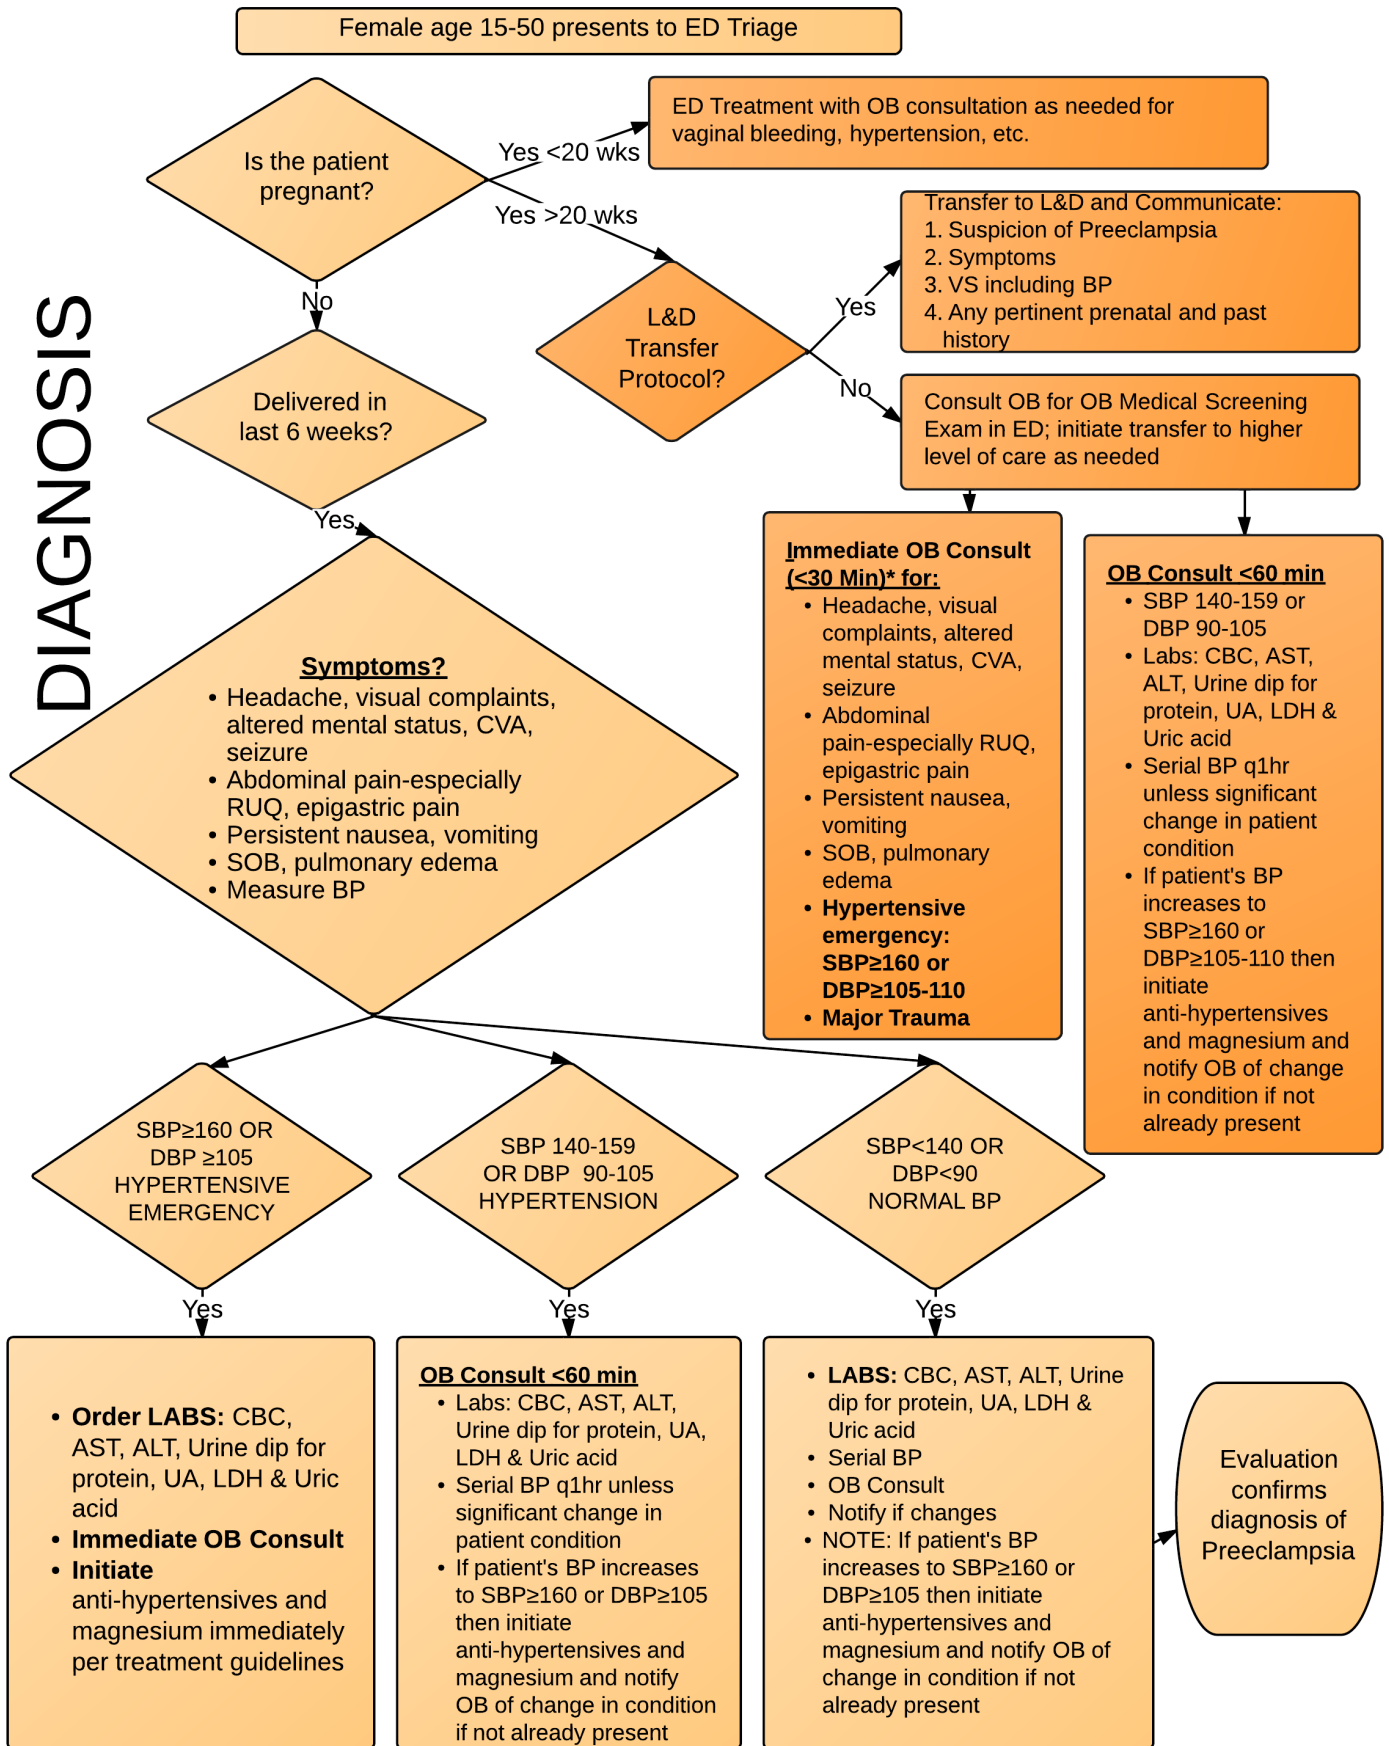 Female age 15-50 presents to ED Triage
DIAGNOSIS
Is the patient
pregnant?
Yes <20 wks
ED Treatment with OB consultation as needed for
vaginal bleeding, hypertension, etc.
Yes >20 wks
L&D
Transfer
Protocol?
Yes
Transfer to L&D and Communicate:
1. Suspicion of Preeclampsia
2. Symptoms
3. VS including BP
4. Any pertinent prenatal and past
history
No
Consult OB for OB Medical Screening
Exam in ED; initiate transfer to higher
level of care as needed
Immediate OB Consult
(<30 Min)* for:
• Headache, visual
complaints, altered
mental status, CVA,
seizure
• Abdominal
pain-especially RUQ,
epigastric pain
• Persistent nausea,
vomiting
• SOB, pulmonary
edema
• Hypertensive
emergency:
SBP≥160 or
DBP≥105-110
• Major Trauma
OB Consult <60 min
• SBP 140-159 or
DBP 90-105
• Labs: CBC, AST,
ALT, Urine dip for
protein, UA, LDH &
Uric acid
• Serial BP q1hr
unless significant
change in patient
condition
• If patient's BP
increases to
SBP≥160 or
DBP≥105-110 then
initiate
anti-hypertensives
and magnesium and
notify OB of change
in condition if not
already present
No
Delivered in
last 6 weeks?
Yes
Symptoms?
• Headache, visual complaints,
altered mental status, CVA,
seizure
• Abdominal pain-especially
RUQ, epigastric pain
• Persistent nausea, vomiting
• SOB, pulmonary edema
• Measure BP
SBP≥160 OR
DBP ≥105
HYPERTENSIVE
EMERGENCY
Yes
• Order LABS: CBC,
AST, ALT, Urine dip for
protein, UA, LDH & Uric
acid
• Immediate OB Consult
• Initiate
anti-hypertensives and
magnesium immediately
per treatment guidelines
SBP 140-159
OR DBP 90-105
HYPERTENSION
Yes
OB Consult <60 min
• Labs: CBC, AST, ALT,
Urine dip for protein, UA,
LDH & Uric acid
• Serial BP q1hr unless
significant change in
patient condition
• If patient's BP increases
to SBP≥160 or DBP≥105
then initiate
anti-hypertensives and
magnesium and notify
OB of change in condition
if not already present
SBP<140 OR
DBP<90
NORMAL BP
Yes
• LABS: CBC, AST, ALT, Urine
dip for protein, UA, LDH &
Uric acid
• Serial BP
• OB Consult
• Notify if changes
• NOTE: If patient's BP
increases to SBP≥160 or
DBP≥105 then initiate
anti-hypertensives and
magnesium and notify OB of
change in condition if not
already present
Evaluation
confirms
diagnosis of
Preeclampsia